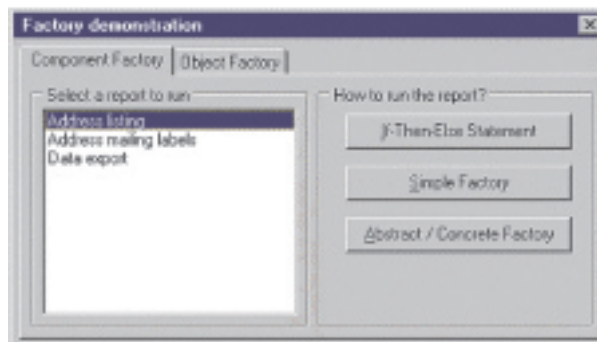 Factory demonstration
Component Factory
Object Factory
Select a report to run
Address listing
Address mailing labels
Data export
How to run the report?
If-Then-Else Statement
Simple Factory
Abstract / Concrete Factory